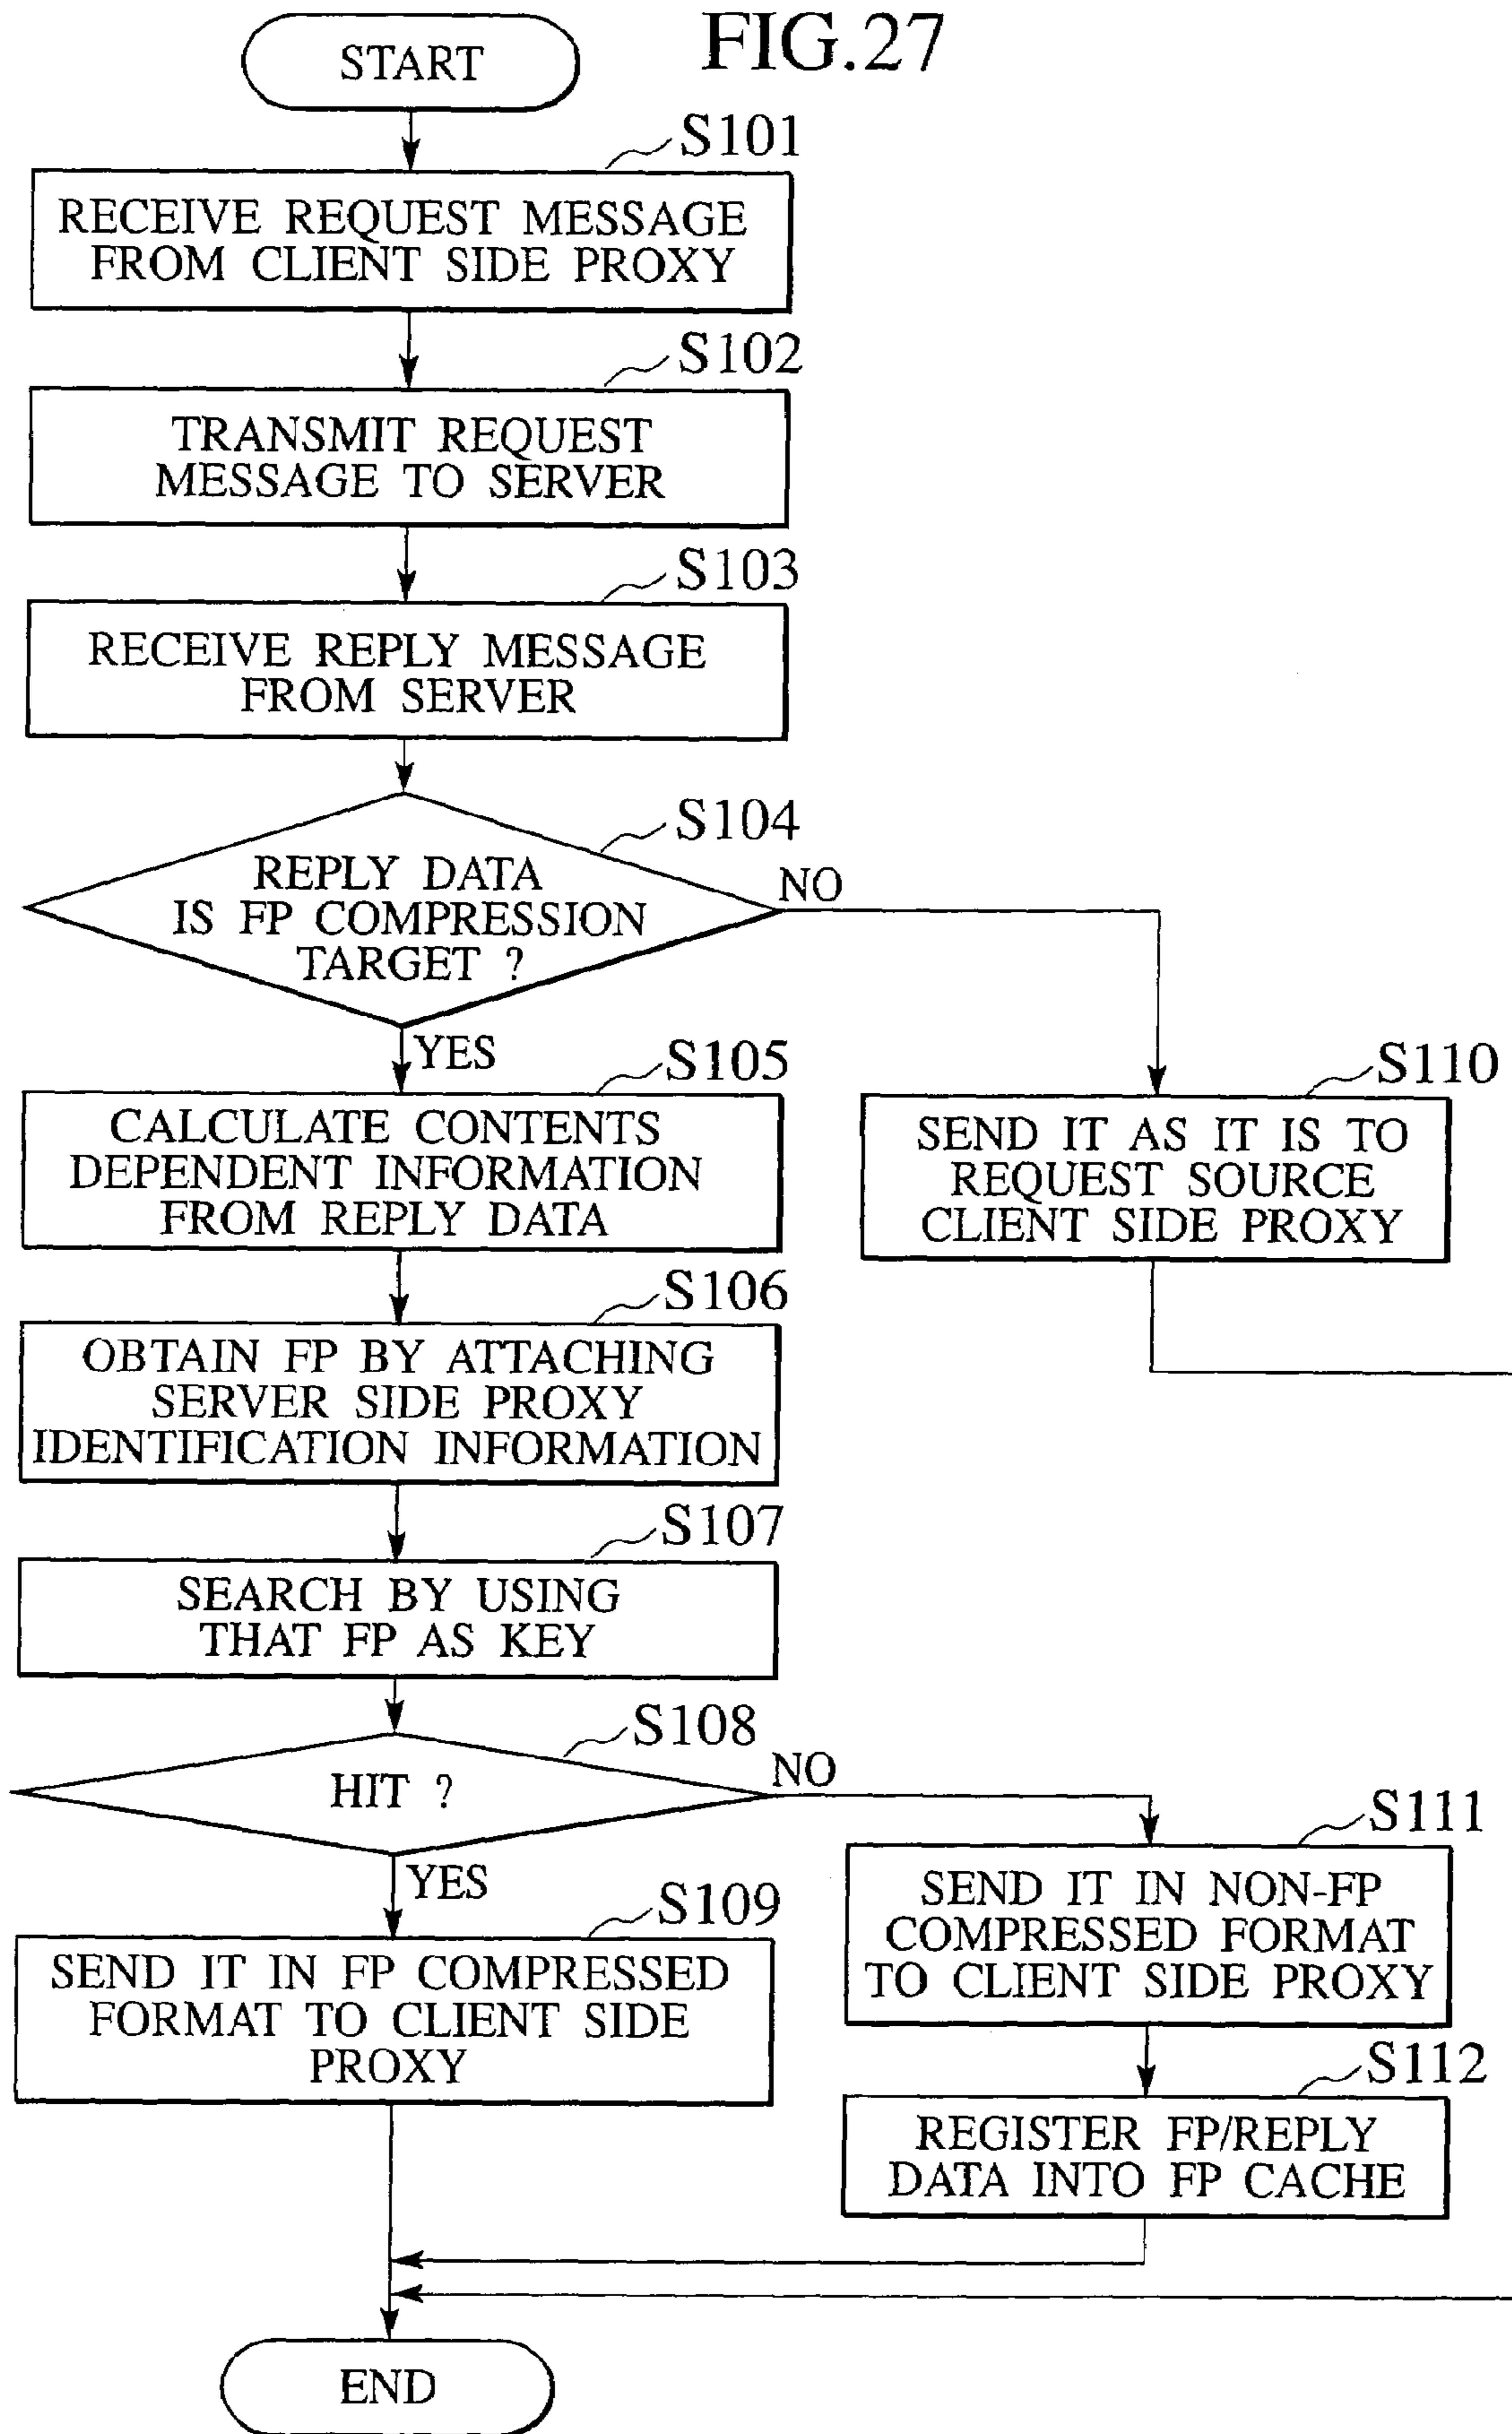 FIG.27
START
S101
RECEIVE REQUEST MESSAGE
FROM CLIENT SIDE PROXY
S102
TRANSMIT REQUEST
MESSAGE TO SERVER
S103
RECEIVE REPLY MESSAGE
FROM SERVER
S104
REPLY DATA
IS FP COMPRESSION
TARGET ?
NO
YES
S105
CALCULATE CONTENTS
DEPENDENT INFORMATION
FROM REPLY DATA
S110
SEND IT AS IT IS TO
REQUEST SOURCE
CLIENT SIDE PROXY
S106
OBTAIN FP BY ATTACHING
SERVER SIDE PROXY
IDENTIFICATION INFORMATION
S107
SEARCH BY USING
THAT FP AS KEY
S108
HIT ?
NO
YES
S109
SEND IT IN FP COMPRESSED
FORMAT TO CLIENT SIDE
PROXY
S111
SEND IT IN NON-FP
COMPRESSED FORMAT
TO CLIENT SIDE PROXY
S112
REGISTER FP/REPLY
DATA INTO FP CACHE
END